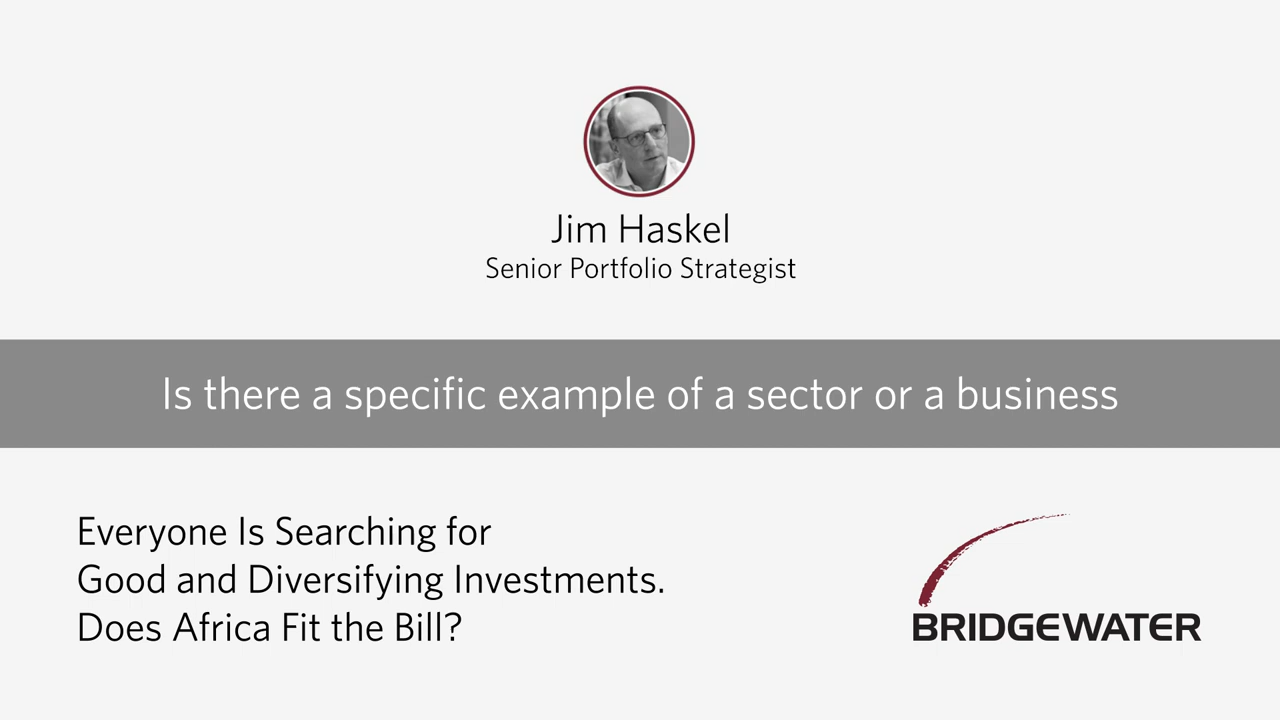 Jim Haskel
Senior Portfolio Strategist
Is there a specific example of a sector or a business
Everyone Is Searching for
Good and Diversifying Investments.
Does Africa Fit the Bill?
BRIDGEWATER